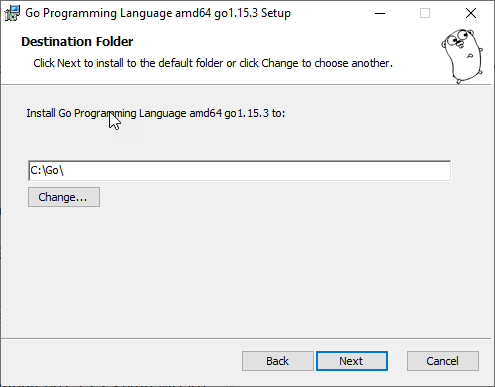 Go Programming Language amd64 go1.15.3 Setup
Destination Folder
Click Next to install to the default folder or click Change to choose another.
Install Go Programming Language amd64 go1.15.3 to:
C:\Go\
Change...
Back Next Cancel